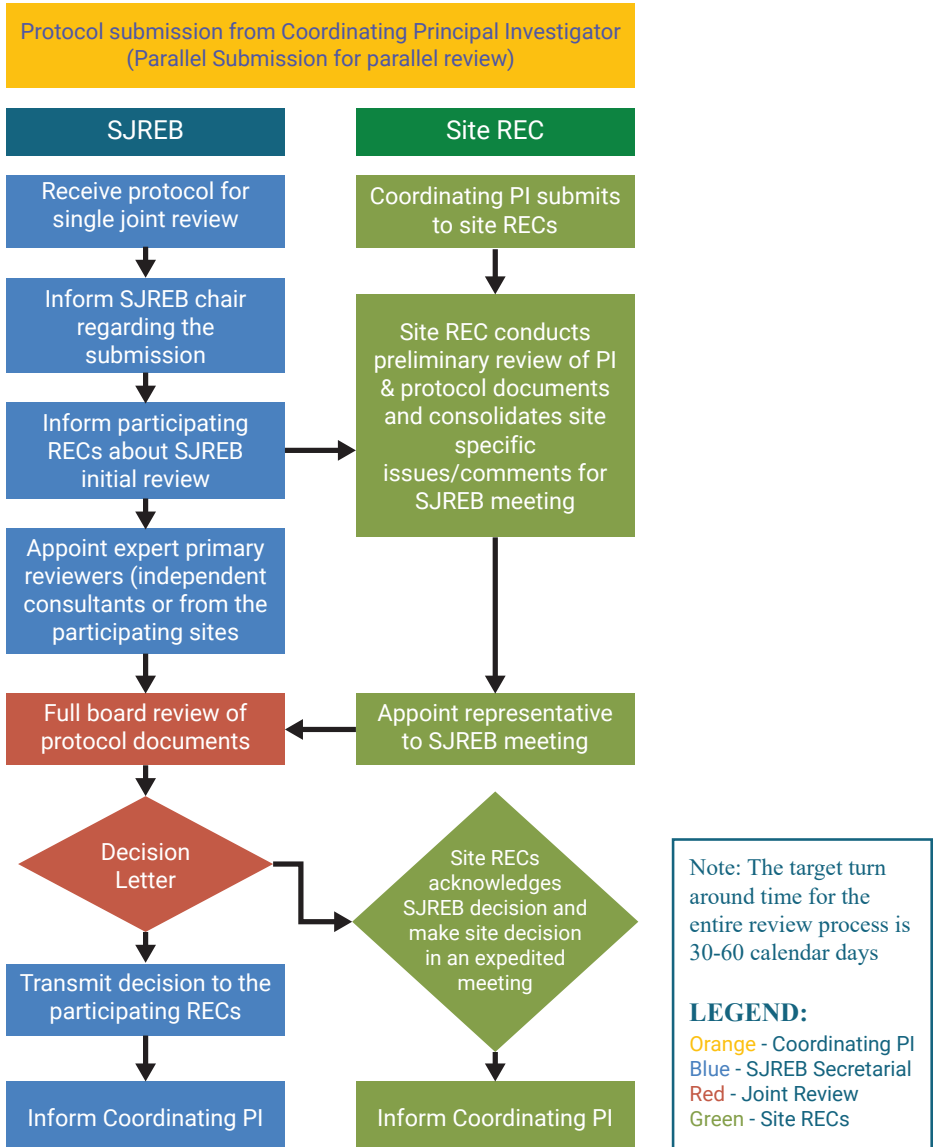 Protocol submission from Coordinating Principal Investigator
(Parallel Submission for parallel review)
SJREB
Receive protocol for
single joint review
Inform SJREB chair
regarding the
submission
Inform participating
RECs about SJREB
initial review
Appoint expert primary
reviewers (independent
consultants or from the
participating sites
Full board review of
protocol documents
Decision
Letter
Transmit decision to the
participating RECs
Inform Coordinating PI
Site REC
Coordinating PI submits
to site RECs
Site REC conducts
preliminary review of PI
& protocol documents
and consolidates site
specific
issues/comments for
SJREB meeting
Appoint representative
to SJREB meeting
Site RECs
acknowledges
SJREB decision and
make site decision
in an expedited
meeting
Inform Coordinating PI
Note: The target turn
around time for the
entire review process is
30-60 calendar days
LEGEND:
Orange - Coordinating PI
Blue - SJREB Secretarial
Red - Joint Review
Green - Site RECs